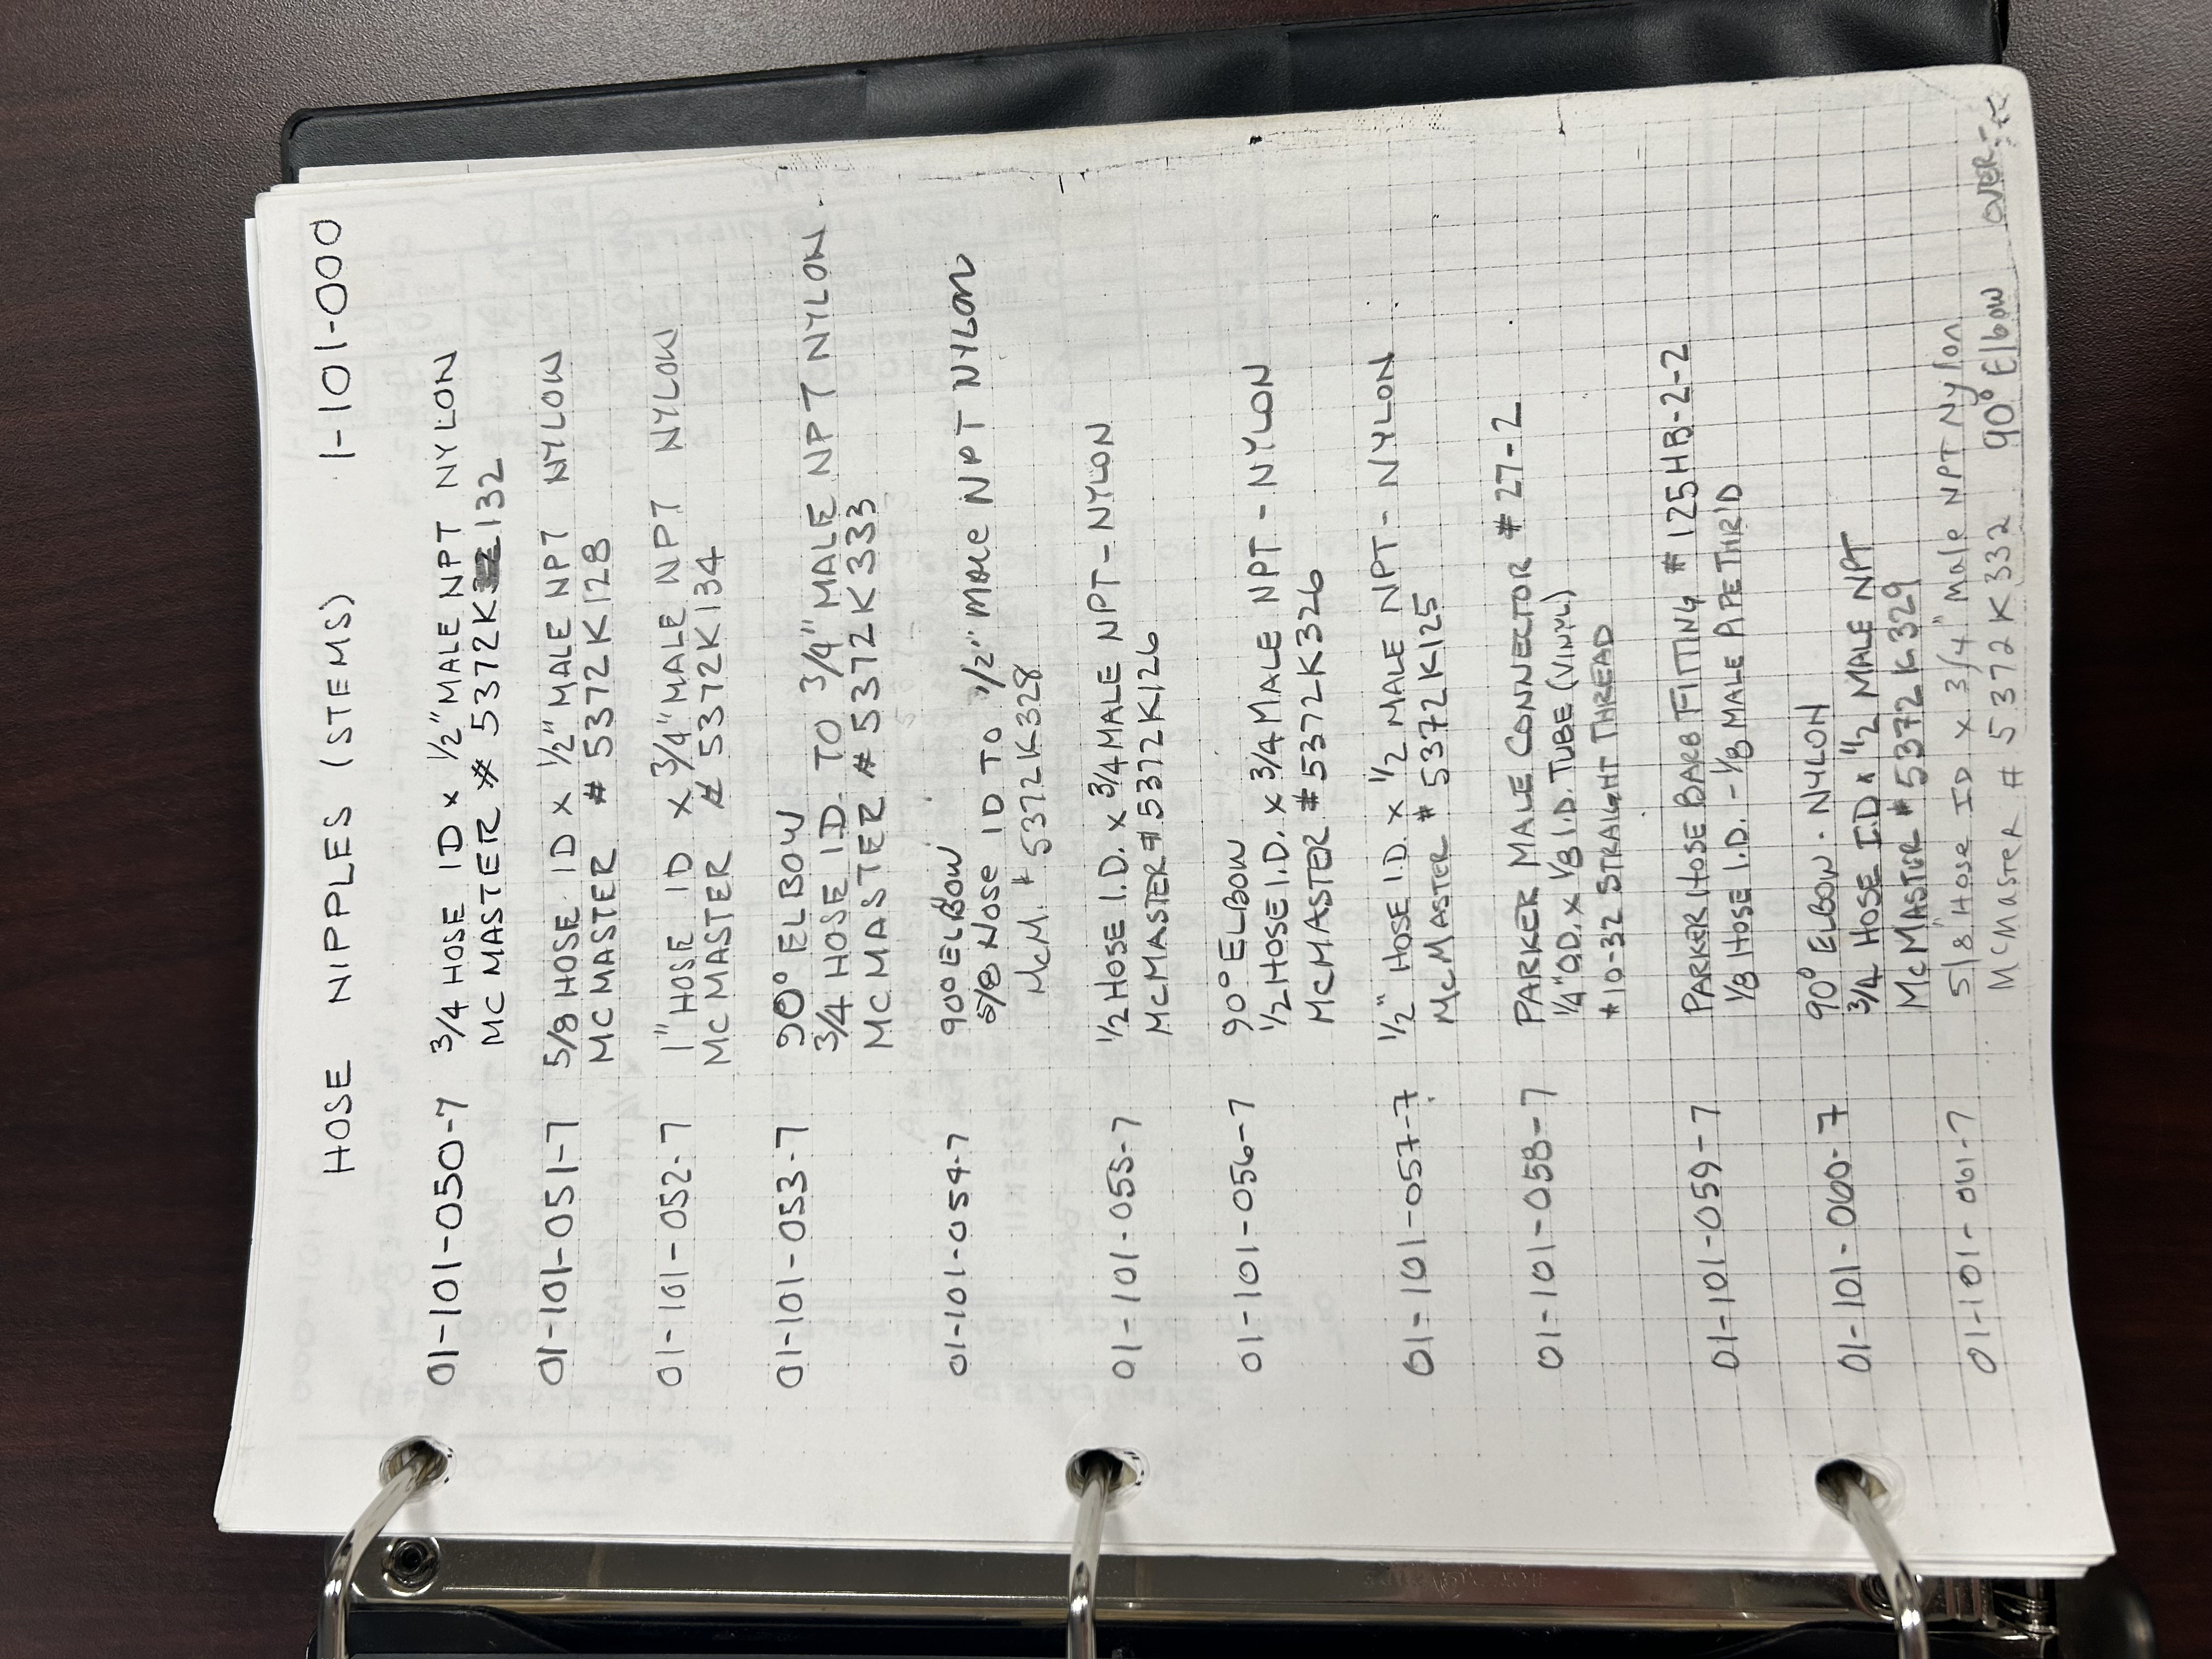 HOSE NIPPLES (STEMS) 1-101-000
01-101-050-7 3/4 HOSE ID x 1/2" MALE NPT NYLON
MCMASTER # 5372K132
01-101-051-7 5/8 HOSE ID x 1/2" MALE NPT NYLON
MCMASTER # 5372K128
01-101-052-7 1" HOSE ID x 3/4" MALE NPT NYLON
MCMASTER # 5372K134
01-101-053-7 90° ELBOW
3/4 HOSE I.D. TO 3/4" MALE NPT NYLON
MCMASTER # 5372K333
01-101-054-7 90° ELBOW
5/8 Hose ID TO 1/2" Male NPT NYLON
McM. # 5372K328
01-101-055-7 1/2 HOSE I.D. x 3/4 MALE NPT - NYLON
MCMASTER # 5372K126
01-101-056-7 90° ELBOW
1/2 HOSE I.D. x 3/4 MALE NPT - NYLON
MCMASTER # 5372K326
01-101-057-7 1/2" HOSE I.D. x 1/2 MALE NPT - NYLON
McMASTER # 5372K125
01-101-058-7 PARKER MALE CONNECTOR # 27-2
1/4" O.D. x 1/8 I.D. TUBE (VINYL)
#10-32 STRAIGHT THREAD
01-101-059-7 PARKER HOSE BARB FITTING # 125HB-2-2
1/8 HOSE I.D. - 1/8 MALE PIPE THR'D
01-101-060-7 90° ELBOW - NYLON
3/4 HOSE I.D x 1/2 MALE NPT
McMASTER # 5372K329
01-101-061-7 5/8" Hose ID x 3/4" Male NPT Nylon
McMaster # 5372K332 90° Elbow OVER-